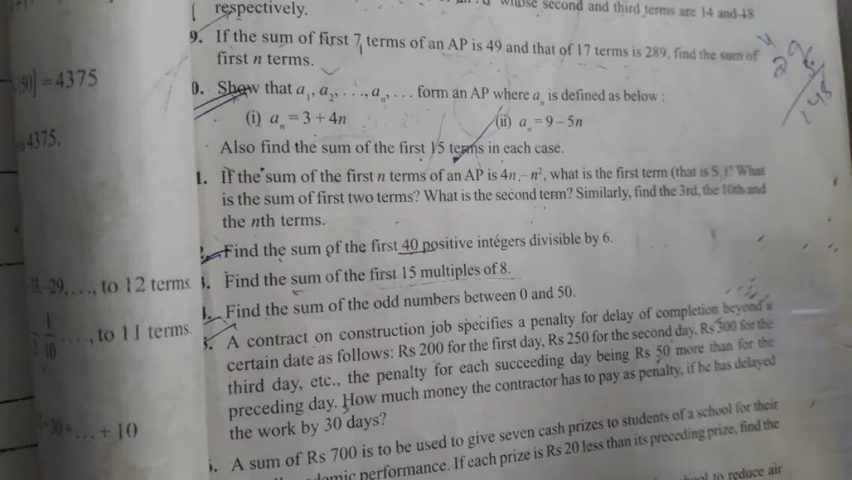 respectively.
whose second and third terms are 14 and 18
9. If the sum of first 7 terms of an AP is 49 and that of 17 terms is 289, find the sum of
first n terms.
0. Show that a₁, a₂, . . ., aₙ, . . . form an AP where aₙ is defined as below :
(i) aₙ = 3 + 4n (ii) aₙ = 9 – 5n
Also find the sum of the first 15 terms in each case.
1. If the sum of the first n terms of an AP is 4n – n², what is the first term (that is S₁)? What
is the sum of first two terms? What is the second term? Similarly, find the 3rd, the 10th and
the nth terms.
Find the sum of the first 40 positive integers divisible by 6.
Find the sum of the first 15 multiples of 8.
Find the sum of the odd numbers between 0 and 50.
A contract on construction job specifies a penalty for delay of completion beyond a
certain date as follows: Rs 200 for the first day, Rs 250 for the second day, Rs 300 for the
third day, etc., the penalty for each succeeding day being Rs 50 more than for the
preceding day. How much money the contractor has to pay as penalty, if he has delayed
the work by 30 days?
A sum of Rs 700 is to be used to give seven cash prizes to students of a school for their
performance. If each prize is Rs 20 less than its preceding prize, find the
to reduce air
50] = 4375
4375.
–29, . . ., to 12 terms
1/10 . . ., to 11 terms.
. . . + 10